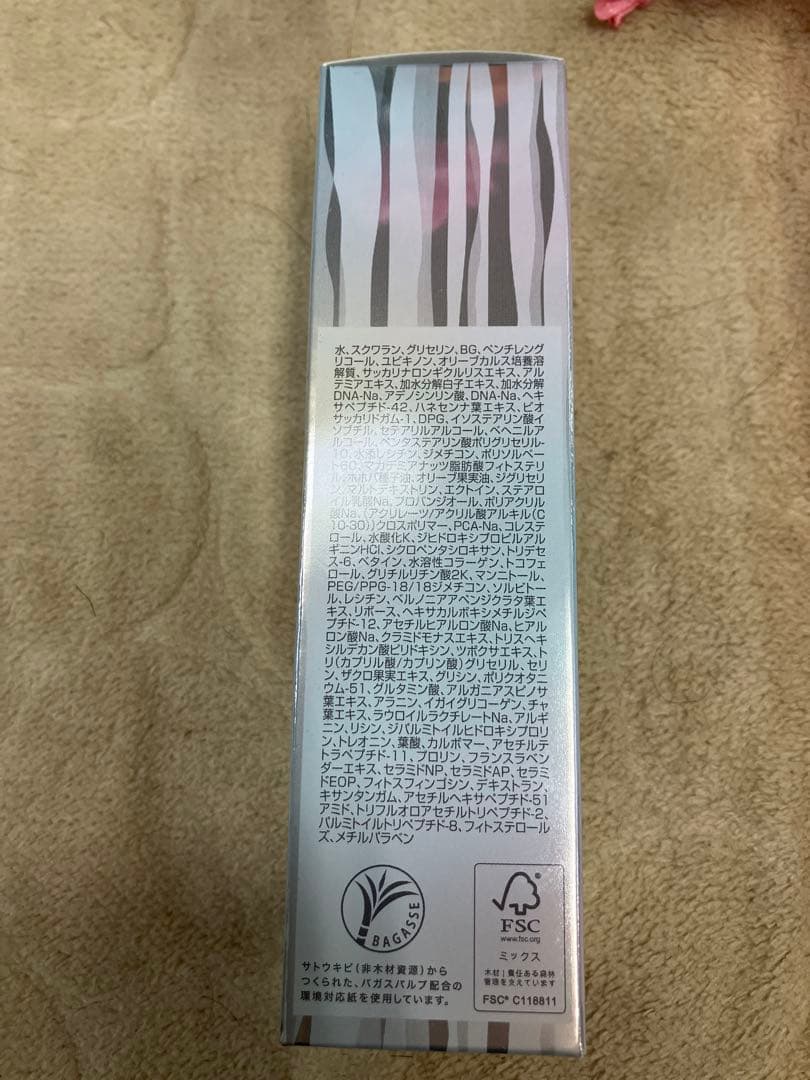 水、スクワラン、グリセリン、BG、ペンチレング
リコール、ユビキノン、オリーブカルス培養溶
解質、サッカリナロンギクルリスエキス、アル
テミアエキス、加水分解白子エキス、加水分解
DNA-Na、アデノシンリン酸、DNA-Na、ヘキ
サペプチド-42、ハネセンナ葉エキス、ビオ
サッカリドガム-1、DPG、イソステアリン酸イ
ソプチル、セテアリルアルコール、ベヘニルア
ルコール、ペンタステアリン酸ポリグリセリル-
10、水添レシチン、ジメチコン、ポリソルベ
ート60、マカデミアナッツ脂肪酸フィトステリ
ル、ホホバ種子油、オリーブ果実油、ジグリセリ
ン、マルトデキストリン、エクトイン、ステアロ
イル乳酸Na、プロパンジオール、ポリアクリル
酸Na、(アクリレーツ/アクリル酸アルキル(C
10-30))クロスポリマー、PCA-Na、コレステ
ロール、水酸化K、ジヒドロキシプロピルアル
ギニンHCl、シクロペンタシロキサン、トリデセ
ス-6、ベタイン、水溶性コラーゲン、トコフェ
ロール、グリチルリチン酸2K、マンニトール、
PEG/PPG-18/18ジメチコン、ソルビトー
ル、レシチン、ベルノニアアペンジクラタ葉エ
キス、リボース、ヘキサカルボキシメチルジペ
プチド-12、アセチルヒアルロン酸Na、ヒアル
ロン酸Na、クラミドモナスエキス、トリスヘキ
シルデカン酸ピリドキシン、ツボクサエキス、ト
リ(カプリル酸/カプリン酸)グリセリル、セリ
ン、ザクロ果実エキス、グリシン、ポリクオタニ
ウム-51、グルタミン酸、アルガニアスピノサ
葉エキス、アラニン、イガイグリコーゲン、チャ
葉エキス、ラウロイルラクチレートNa、アルギ
ニン、リシン、ジパルミトイルヒドロキシプロリ
ン、トレオニン、葉酸、カルボマー、アセチルテ
トラペプチド-11、プロリン、フランスラベン
ダーエキス、セラミドNP、セラミドAP、セラミ
ドEOP、フィトスフィンゴシン、デキストラン、
キサンタンガム、アセチルヘキサペプチド-51
アミド、トリフルオロアセチルトリペプチド-2、
パルミトイルトリペプチド-8、フィトステロール
ズ、メチルパラベン
BAGASSE
サトウキビ(非木材資源)から
つくられた、バガスパルプ配合の
環境対応紙を使用しています。
FSC
www.fsc.org
ミックス
木材 | 責任ある森林
管理を支えています
FSC® C118811